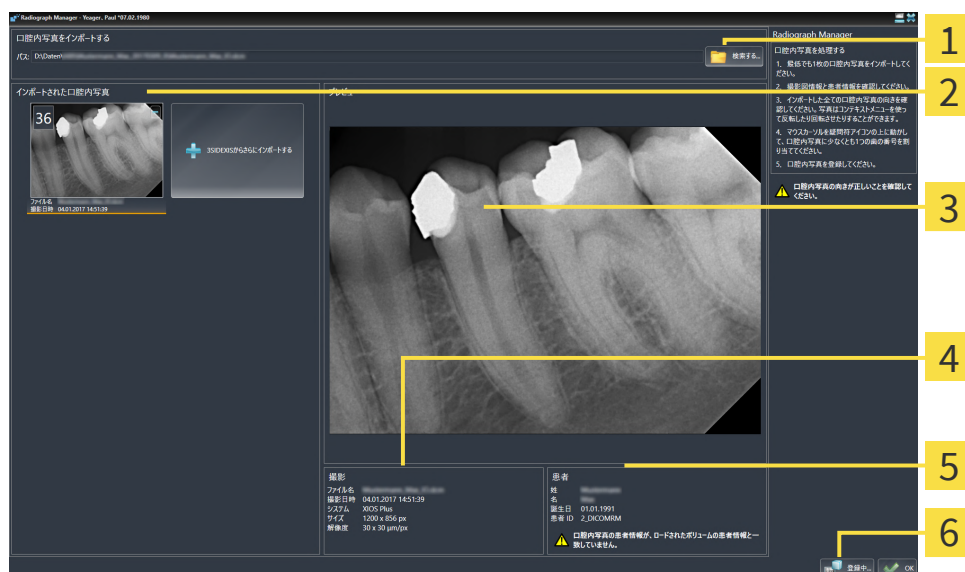 Radiograph Manager - Yeager, Paul *07.02.1980
口腔内写真をインポートする
パス: D:\Daten\
検索する...
1
インポートされた口腔内写真
2
36
ファイル名
撮影日時 04.01.2017 14:51:39
3SIDEXISからさらにインポートする
プレビュー
3
4
撮影
ファイル名
撮影日時 04.01.2017 14:51:39
システム XIOS Plus
サイズ 1200 x 856 px
解像度 30 x 30 µm/px
5
患者
姓
名
誕生日 01.01.1991
患者 ID 2_DICOMRM
口腔内写真の患者情報が、ロードされたボリュームの患者情報と一
致していません。
Radiograph Manager
口腔内写真を処理する
1. 最低でも1枚の口腔内写真をインポートしてく
ださい。
2. 撮影図情報と患者情報を確認してください。
3. インポートした全ての口腔内写真の向きを確
認してください。写真はコンテキストメニューを使っ
て反転したり回転させたりすることができます。
4. マウスカーソルを疑問符アイコンの上に動かし
て、口腔内写真に少なくとも1つの歯の番号を割
り当ててください。
5. 口腔内写真を登録してください。
口腔内写真の向きが正しいことを確認して
ください。
6
登録中...
OK